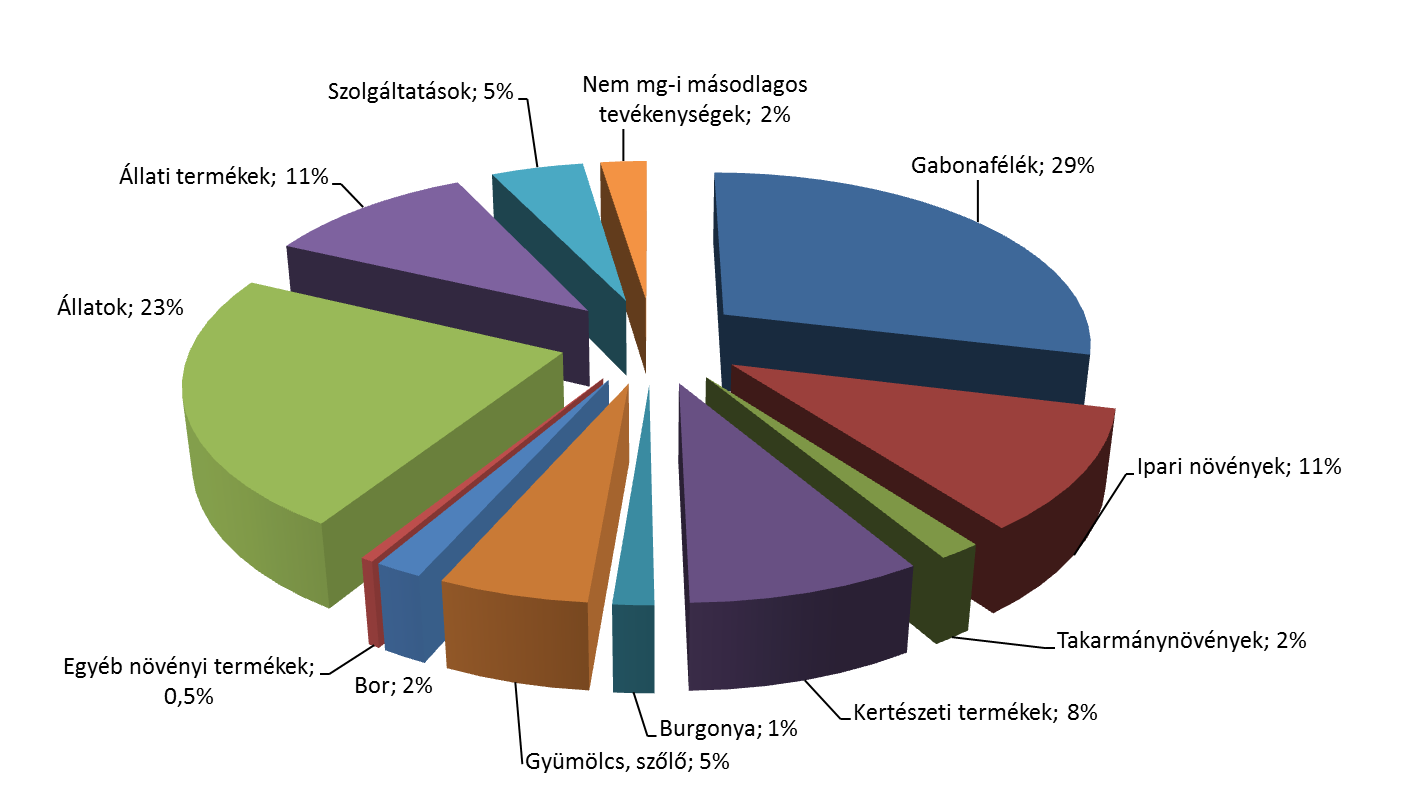 Nem mg-i másodlagos
tevékenységek; 2%
Szolgáltatások; 5%
Gabonafélék; 29%
Állati termékek; 11%
Állatok; 23%
Ipari növények; 11%
Takarmánynövények; 2%
Egyéb növényi termékek;
0,5%
Bor; 2%
Kertészeti termékek; 8%
Burgonya; 1%
Gyümölcs, szőlő; 5%